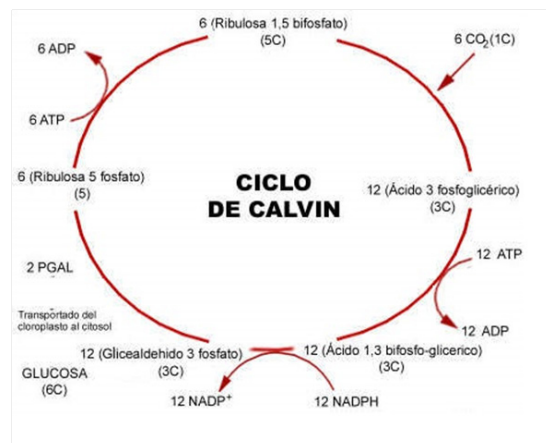 6 (Ribulosa 1,5 bifosfato)
(5C)
6 ADP
6 CO₂(1C)
6 ATP
6 (Ribulosa 5 fosfato)
(5)
CICLO
DE CALVIN
12 (Ácido 3 fosfoglicérico)
(3C)
12 ATP
2 PGAL
Transportado del
cloroplasto al citosol
12 ADP
12 (Glicealdehido 3 fosfato)
(3C)
12 (Ácido 1,3 bifosfo-glicerico)
(3C)
GLUCOSA
(6C)
12 NADP⁺
12 NADPH